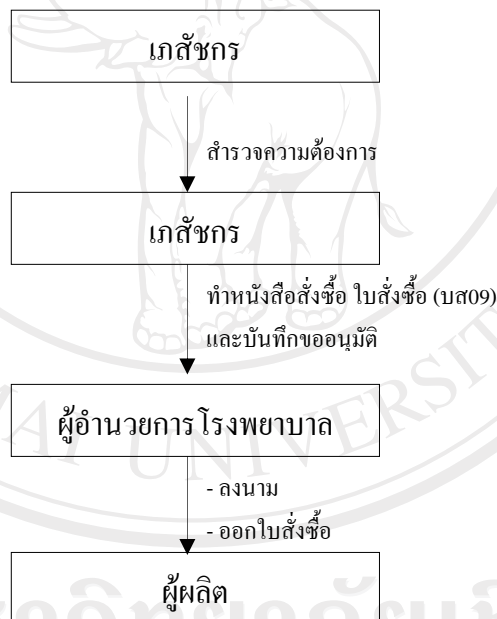 เภสัชกร
สำรวจความต้องการ
เภสัชกร
ทำหนังสือสั่งซื้อ ใบสั่งซื้อ (บส09)
และบันทึกขออนุมัติ
ผู้อำนวยการโรงพยาบาล
- ลงนาม
- ออกใบสั่งซื้อ
ผู้ผลิต